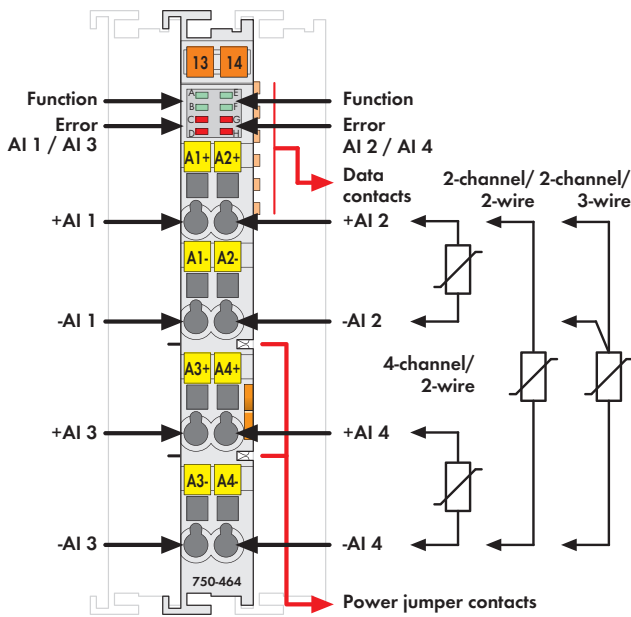 13 14
A E
B F
C G
D H
Function
Error
AI 1 / AI 3
Function
Error
AI 2 / AI 4
A1+ A2+
Data
contacts
2-channel/
2-wire
2-channel/
3-wire
+AI 1
+AI 2
A1- A2-
-AI 1
-AI 2
A3+ A4+
4-channel/
2-wire
+AI 3
+AI 4
A3- A4-
-AI 3
-AI 4
750-464
Power jumper contacts